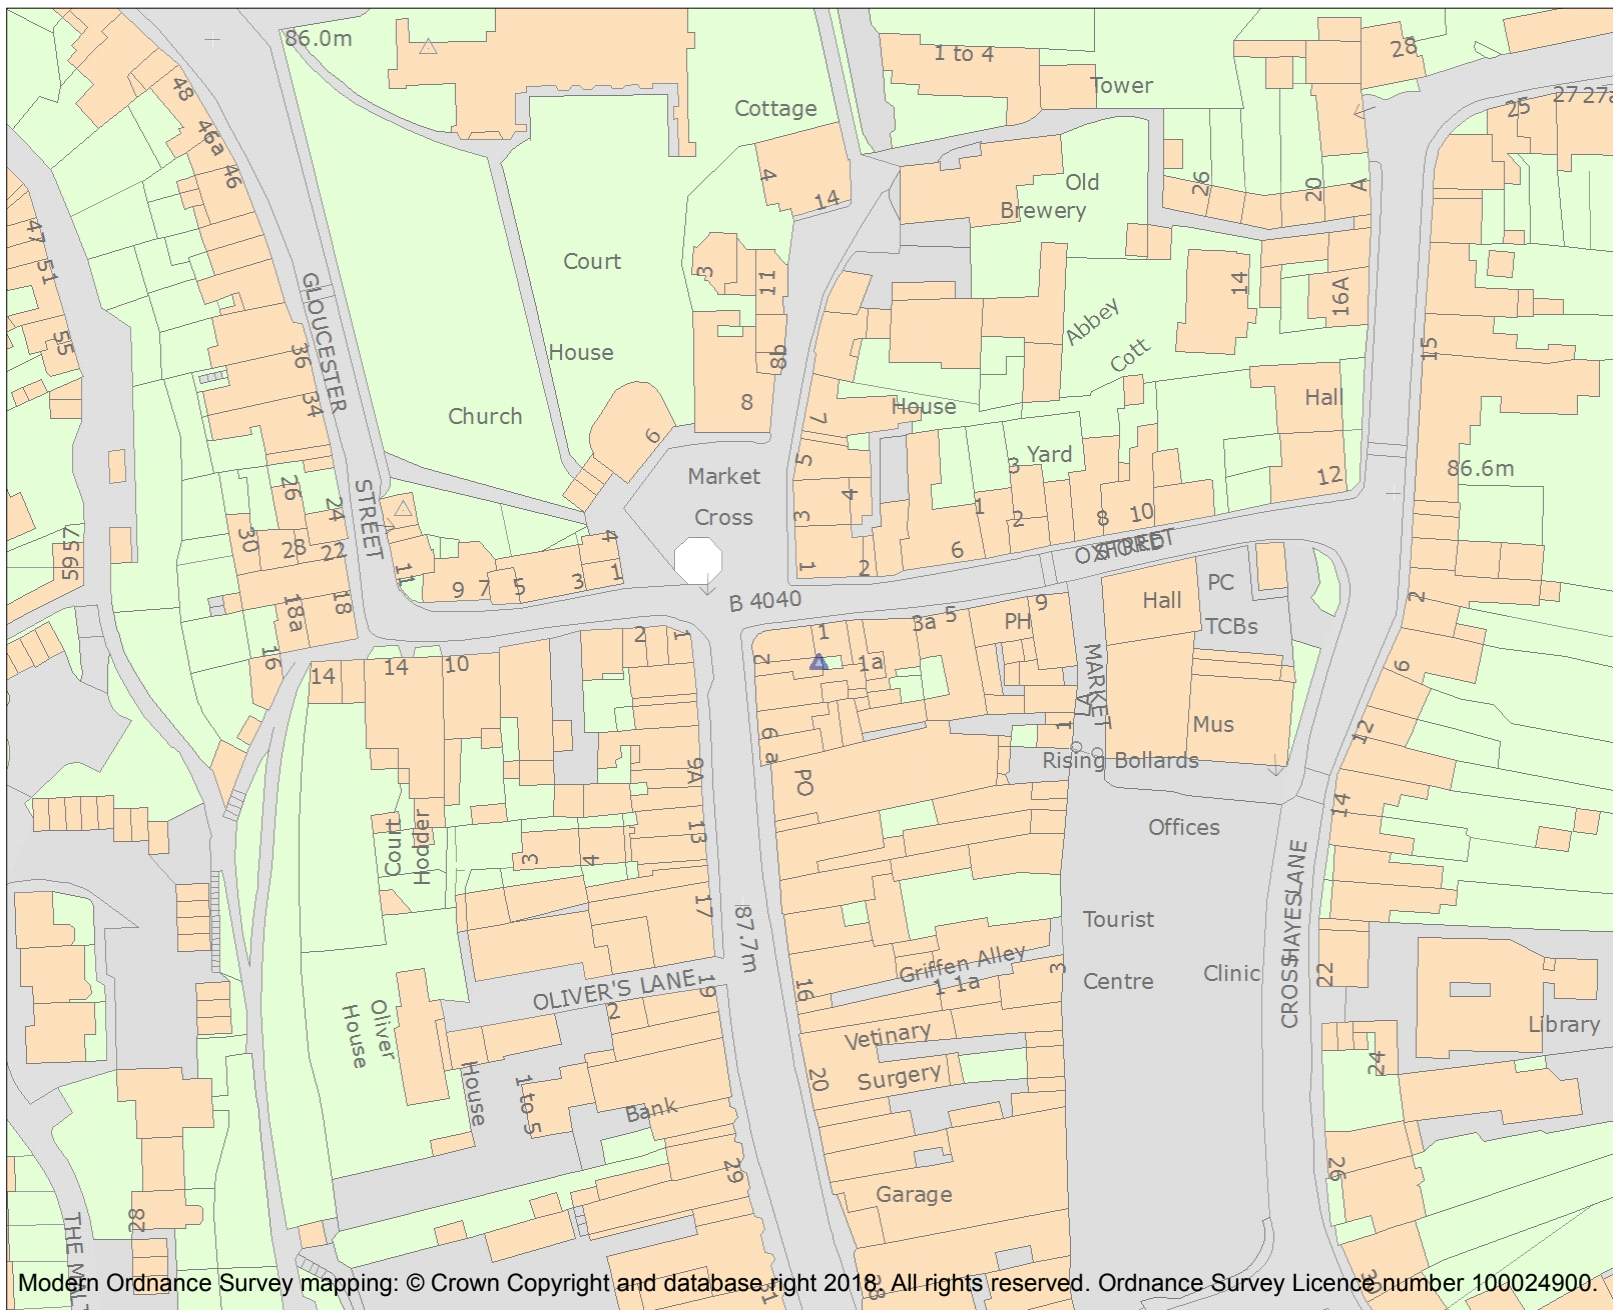 86.0m
1 to 4
28
Tower
48
Cottage
27
27a
25
46a
46
4
14
Old
Brewery
26
20
A
47
51
55
Court
House
3
11
14
16A
GLOUCESTER
STREET
36
34
8b
8
Abbey
Cott
15
Church
6
7
House
Hall
Market
Cross
5
4
3
3
Yard
12
86.6m
26
24
30
28
22
1
2
8
10
6
OXFORD
STREET
59
57
11
9
7
5
3
1
4
1
2
B 4040
18a
18
16
2
1
1
2
3a
5
PH
9
Hall
PC
TCBs
2
14
14
10
1a
MARKET
6
Mus
12
1
9A
9
a
PO
Rising Bollards
13
Court
Hodder
3
4
Offices
14
17
87.7m
Tourist
Centre
Clinic
CROSSHAYES LANE
Griffen Alley
1
1a
3
16
22
OLIVER'S LANE
19
2
Oliver
House
Vetinary
Surgery
Library
24
20
House
1 to 5
Bank
29
Garage
26
28
THE MALT
31
38
30
Modern Ordnance Survey mapping: © Crown Copyright and database right 2018. All rights reserved. Ordnance Survey Licence number 100024900.